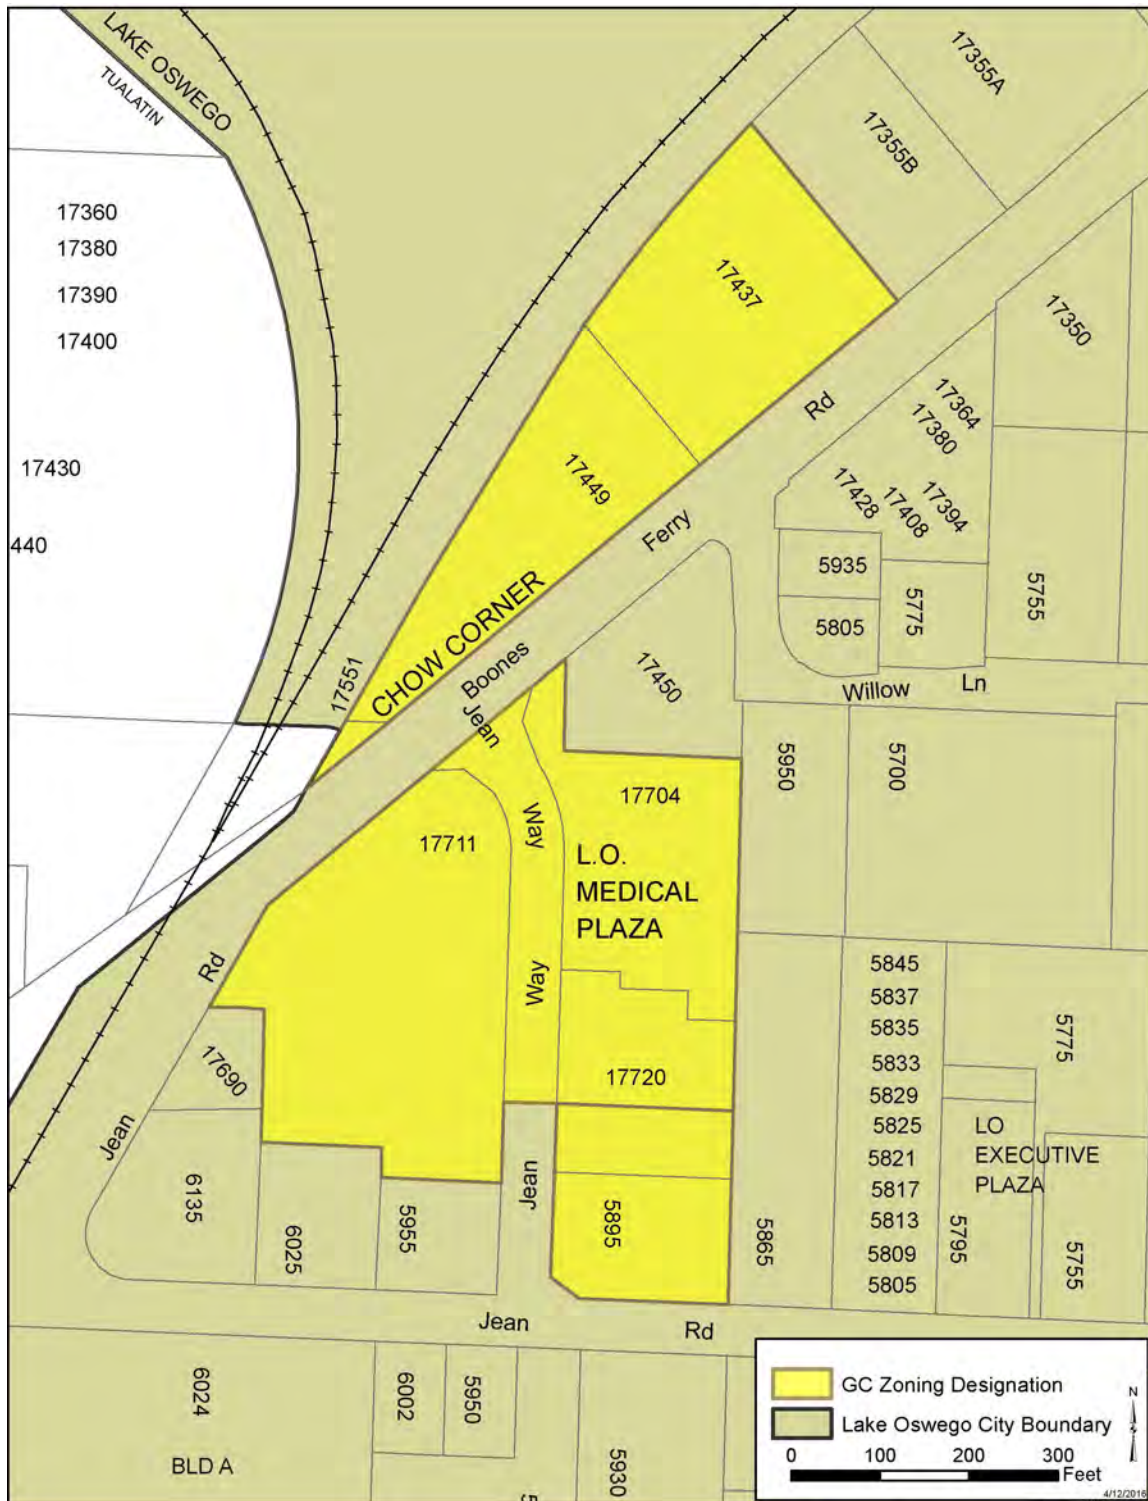 LAKE OSWEGO
TUALATIN
17355A
17355B
17360
17380
17390
17400
17437
17350
17364
17380
17394
17408
17428
17430
17449
Rd
Ferry
440
5935
5805
5775
5755
CHOW CORNER
17551
Boones
Jean
17450
Willow Ln
5950
5700
17704
Way
17711
L.O.
MEDICAL
PLAZA
Rd
Way
5845
5837
5835
5833
5829
5825
5821
5817
5813
5809
5805
5775
17690
17720
LO
EXECUTIVE
PLAZA
Jean
Jean
6135
6025
5955
5895
5865
5795
5755
Jean Rd
6024
6002
5950
BLD A
5930
GC Zoning Designation
Lake Oswego City Boundary
N
0 100 200 300
Feet